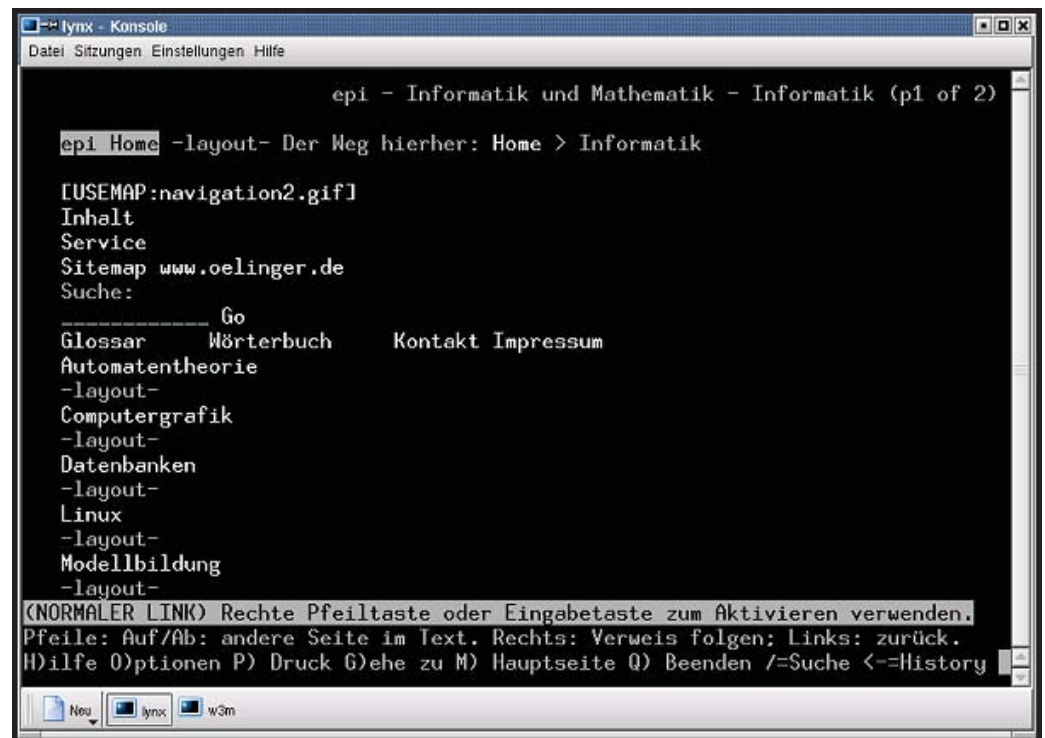 lynx - Konsole
Datei Sitzungen Einstellungen Hilfe
epi - Informatik und Mathematik - Informatik (p1 of 2)
epi Home -layout- Der Weg hierher: Home > Informatik
[USEMAP:navigation2.gif]
Inhalt
Service
Sitemap www.oelinger.de
Suche:
____________ Go
Glossar Wörterbuch Kontakt Impressum
Automatentheorie
-layout-
Computergrafik
-layout-
Datenbanken
-layout-
Linux
-layout-
Modellbildung
-layout-
(NORMALER LINK) Rechte Pfeiltaste oder Eingabetaste zum Aktivieren verwenden.
Pfeile: Auf/Ab: andere Seite im Text. Rechts: Verweis folgen; Links: zurück.
H)ilfe O)ptionen P) Druck G)ehe zu M) Hauptseite Q) Beenden /=Suche <-=History
Neu lynx w3m